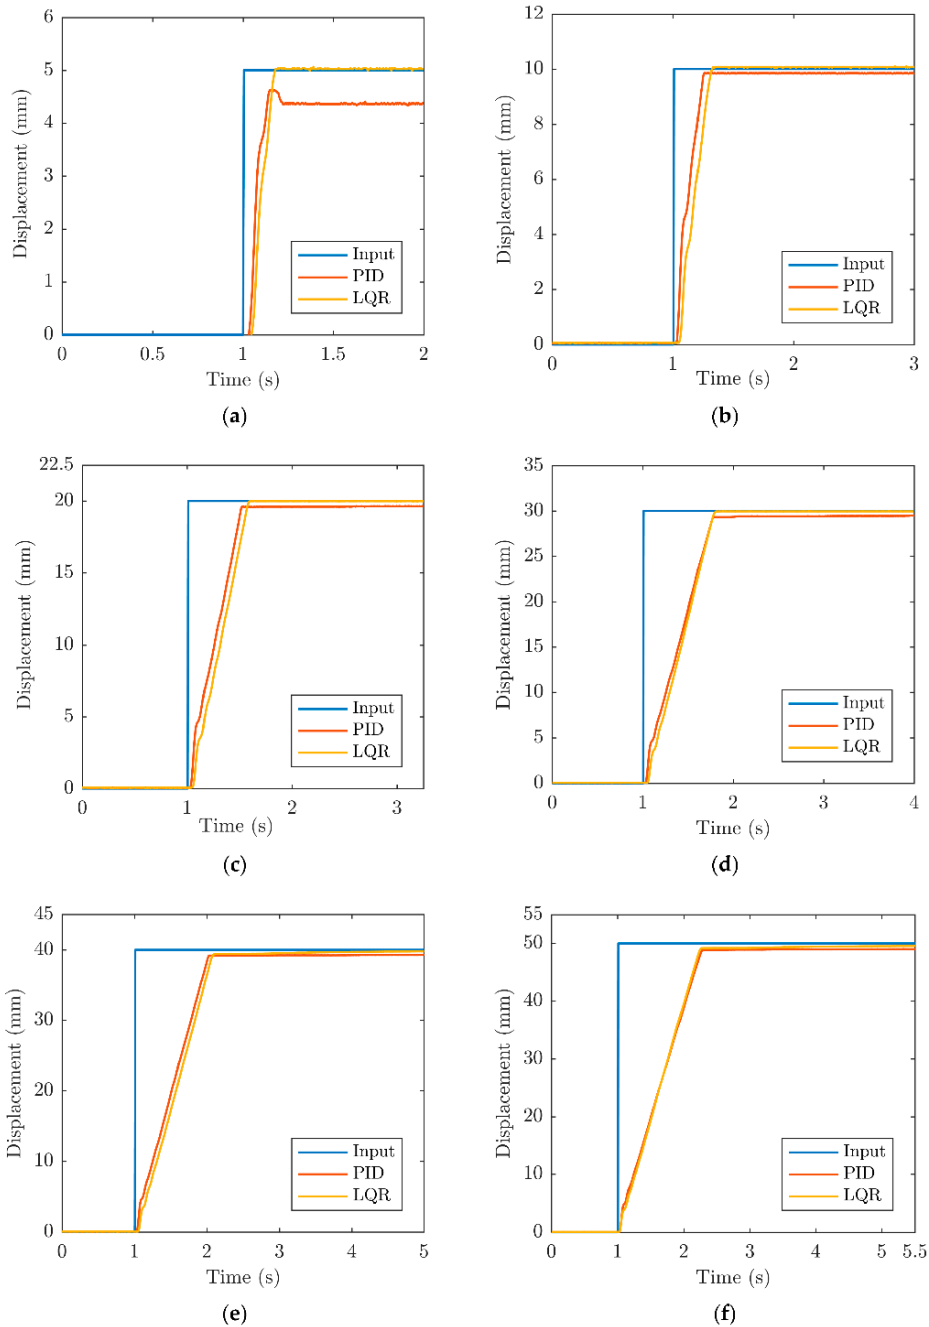 6
5
4
3
2
1
0
Displacement (mm)
Input
PID
LQR
0 0.5 1 1.5 2
Time (s)
(a)
12
10
8
6
4
2
0
Displacement (mm)
Input
PID
LQR
0 1 2 3
Time (s)
(b)
22.5
20
15
10
5
0
Displacement (mm)
Input
PID
LQR
0 1 2 3
Time (s)
(c)
35
30
25
20
15
10
5
0
Displacement (mm)
Input
PID
LQR
0 1 2 3 4
Time (s)
(d)
45
40
30
20
10
0
Displacement (mm)
Input
PID
LQR
0 1 2 3 4 5
Time (s)
(e)
55
50
40
30
20
10
0
Displacement (mm)
Input
PID
LQR
0 1 2 3 4 5 5.5
Time (s)
(f)